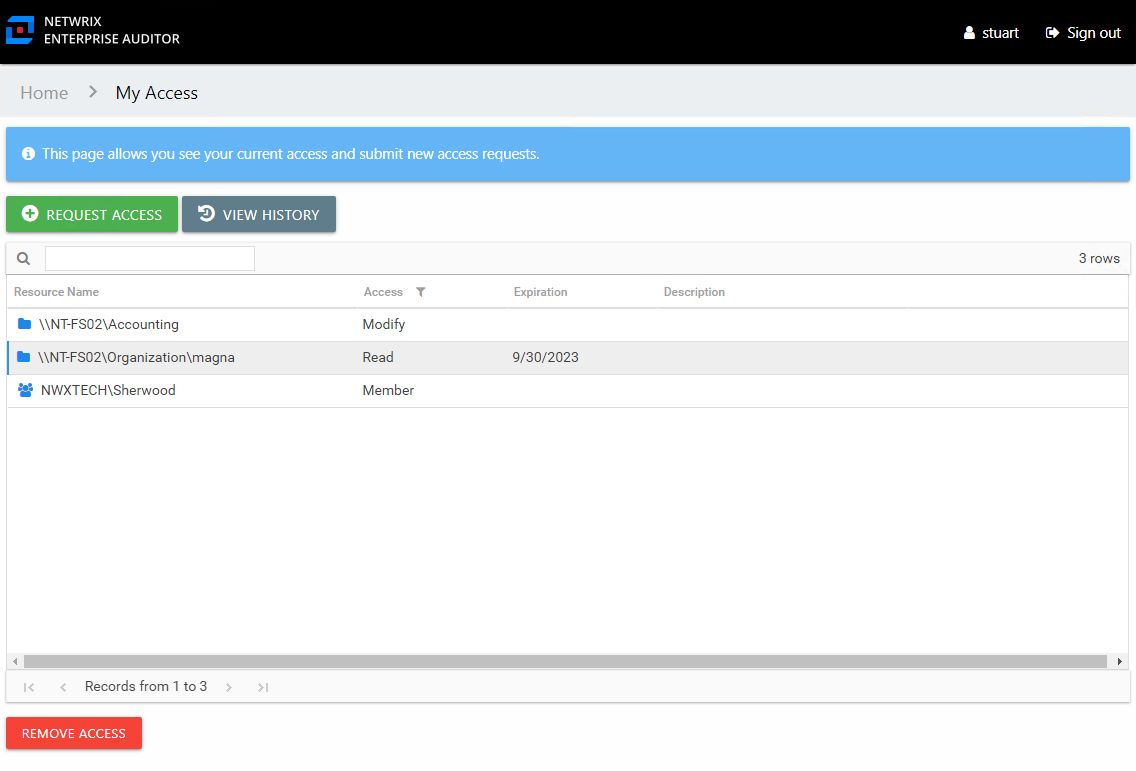 NETWRIX
ENTERPRISE AUDITOR
stuart
Sign out
Home
My Access
This page allows you see your current access and submit new access requests.
REQUEST ACCESS
VIEW HISTORY
3 rows
Resource Name Access Expiration Description
\\NT-FS02\Accounting Modify
\\NT-FS02\Organization\magna Read 9/30/2023
NWXTECH\Sherwood Member
Records from 1 to 3
REMOVE ACCESS